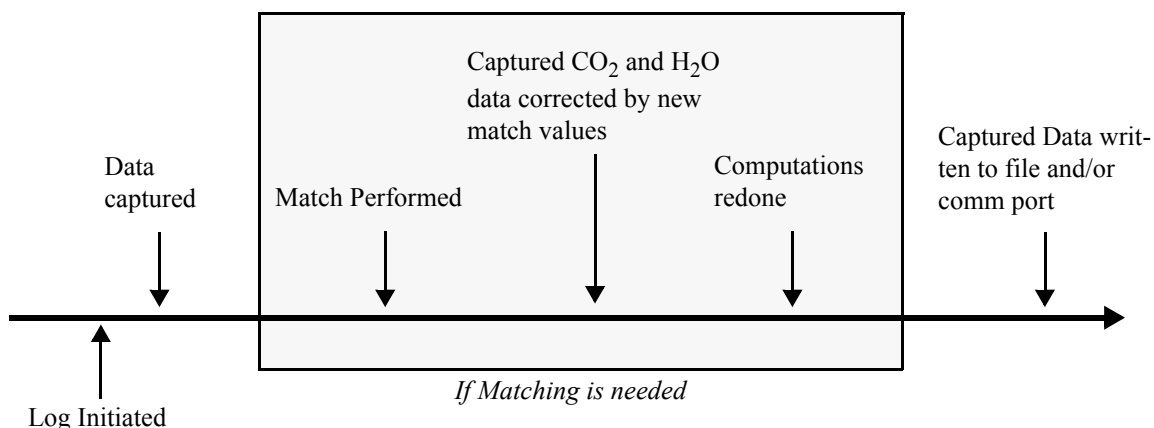 Captured CO2 and H2O
data corrected by new
match values
Data
captured
Match Performed
Computations
redone
Captured Data writ-
ten to file and/or
comm port
If Matching is needed
Log Initiated